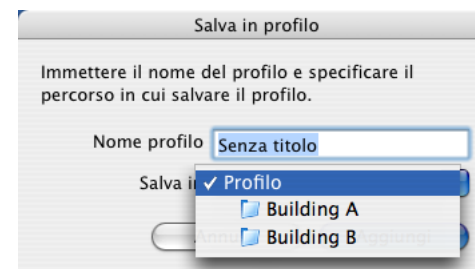 Salva in profilo
Immettere il nome del profilo e specificare il
percorso in cui salvare il profilo.
Nome profilo Senza titolo
Salva i ✓ Profilo
Building A
Building B